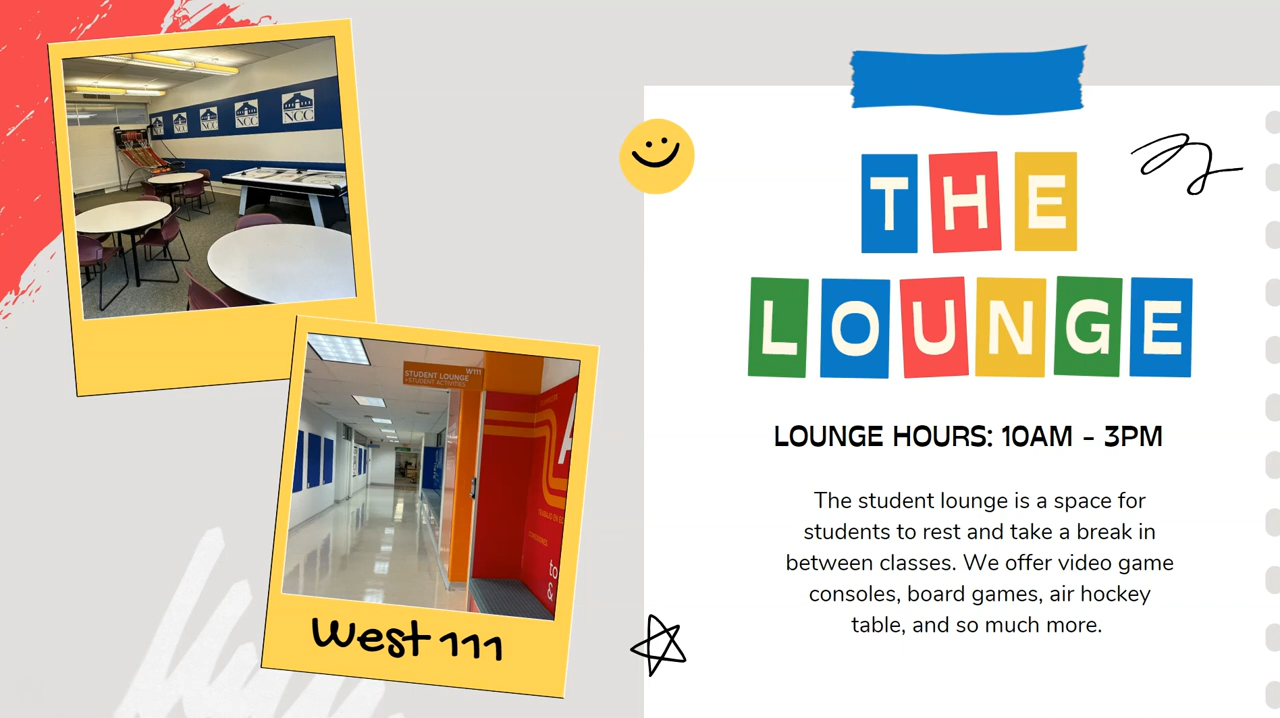 NCC
NCC
NCC
NCC
NCC
W111
STUDENT LOUNGE
+STUDENT ACTIVITIES
A
to
&
West 111
THE
LOUNGE
LOUNGE HOURS: 10AM - 3PM
The student lounge is a space for
students to rest and take a break in
between classes. We offer video game
consoles, board games, air hockey
table, and so much more.